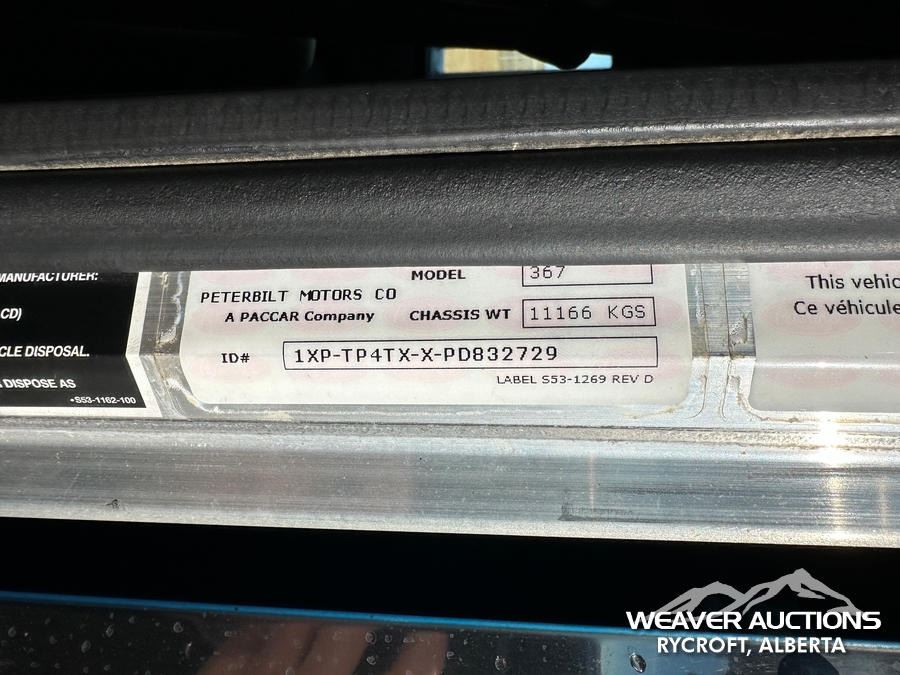 MANUFACTURER:
CD)
CLE DISPOSAL.
DISPOSE AS
•S53-1162-100
MODEL 367
PETERBILT MOTORS CO
A PACCAR Company
CHASSIS WT 11166 KGS
ID# 1XP-TP4TX-X-PD832729
LABEL S53-1269 REV D
This vehic
Ce véhicule
WEAVER AUCTIONS
RYCROFT, ALBERTA